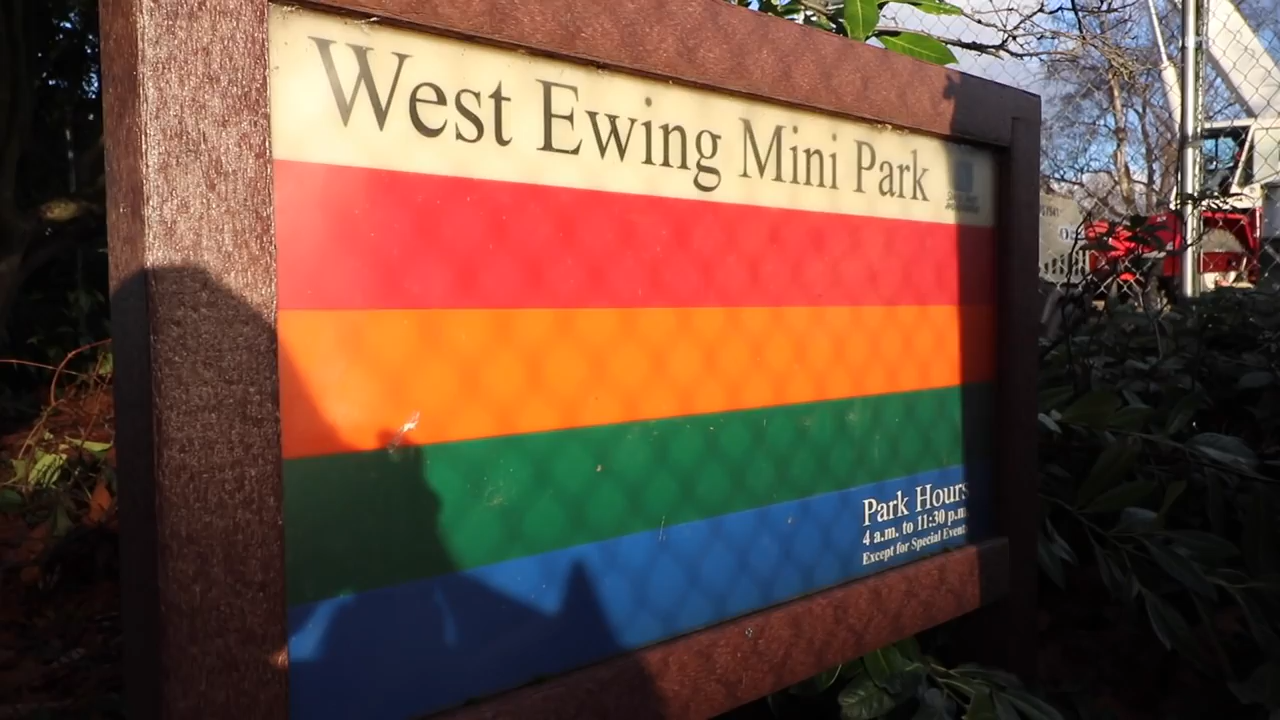 West Ewing Mini Park
Park Hours
4 a.m. to 11:30 p.m.
Except for Special Events